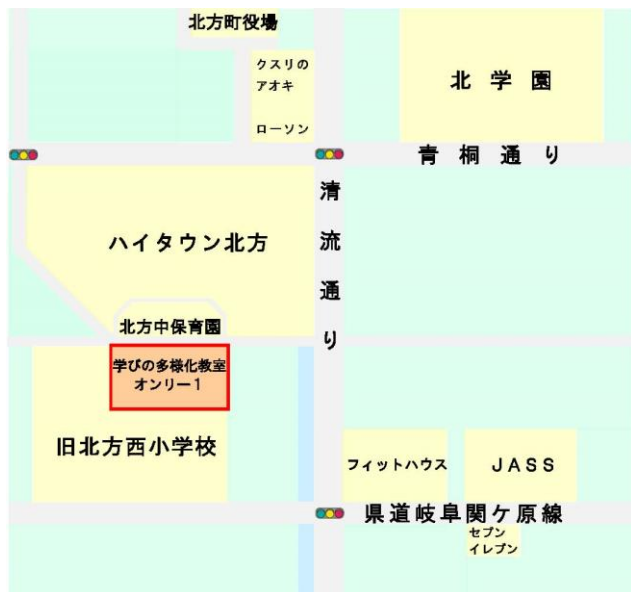 北方町役場
クスリの
アオキ
ローソン
北学園
青桐通り
清流通り
ハイタウン北方
北方中保育園
学びの多様化教室
オンリー1
旧北方西小学校
フィットハウス
JASS
県道岐阜関ケ原線
セブン
イレブン